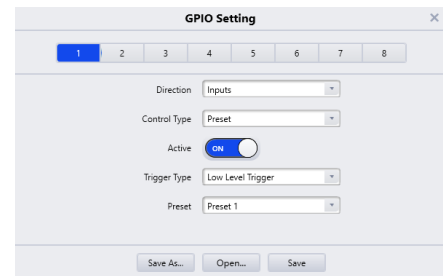 GPIO Setting
1 2 3 4 5 6 7 8
Direction Inputs
Control Type Preset
Active ON
Trigger Type Low Level Trigger
Preset Preset 1
Save As... Open... Save